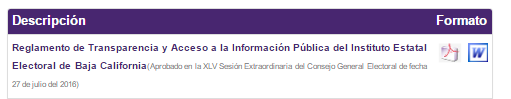 Descripción Formato
Reglamento de Transparencia y Acceso a la Información Pública del Instituto Estatal
Electoral de Baja California(Aprobado en la XLV Sesión Extraordinaria del Consejo General Electoral de fecha
27 de julio del 2016)
W